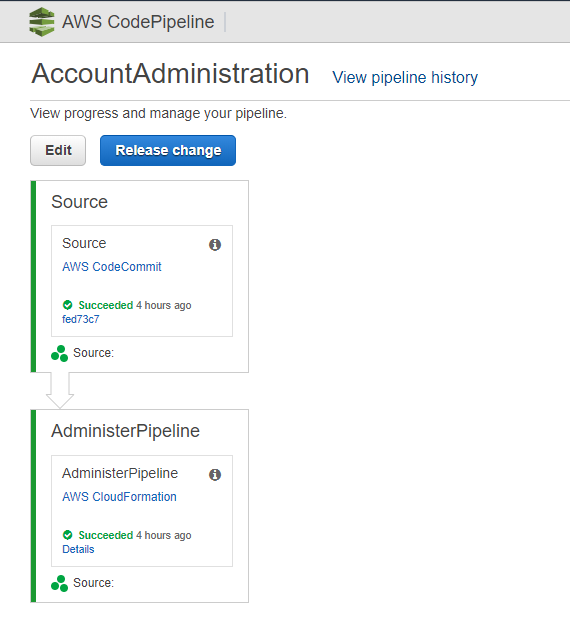 AWS CodePipeline
AccountAdministration View pipeline history
View progress and manage your pipeline.
Edit Release change
Source
Source
AWS CodeCommit
Succeeded 4 hours ago
fed73c7
Source:
AdministerPipeline
AdministerPipeline
AWS CloudFormation
Succeeded 4 hours ago
Details
Source: